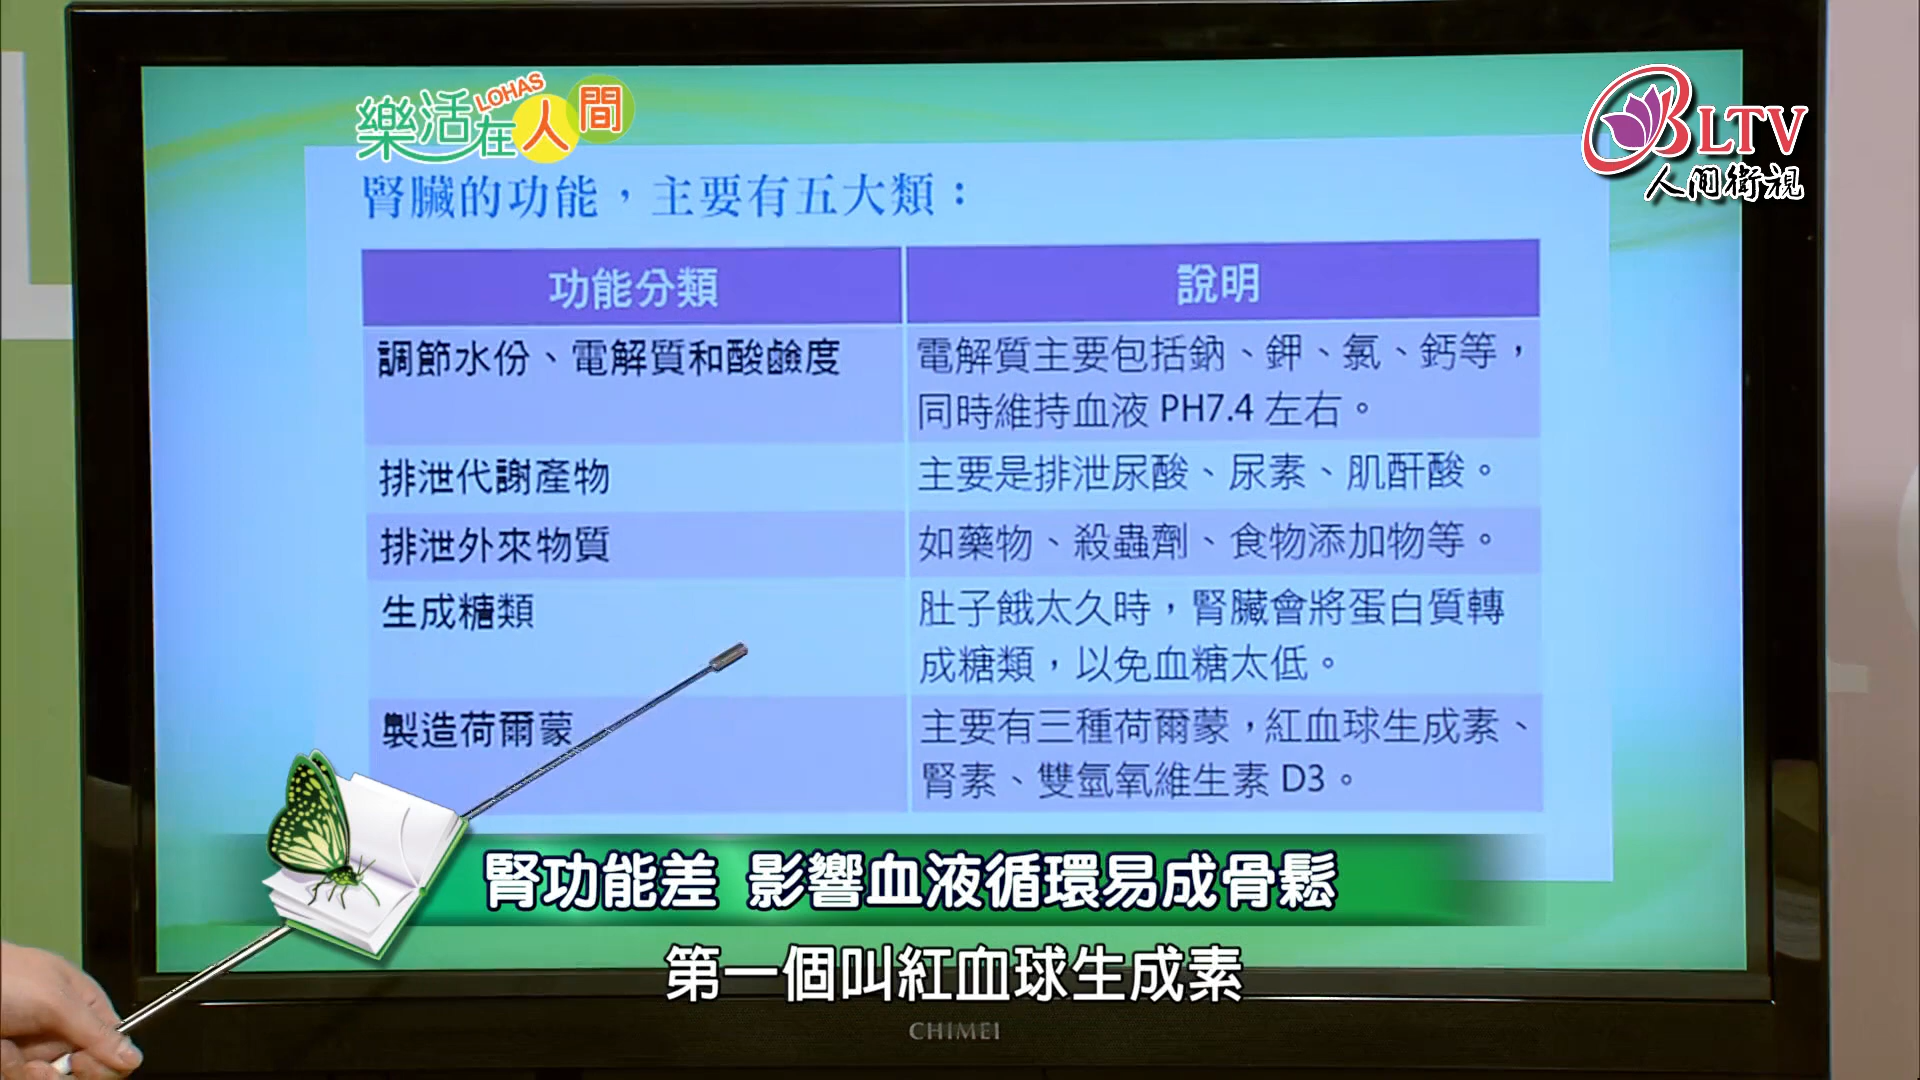 樂活在人間
LOHAS
BLTV
人間衛視
腎臟的功能，主要有五大類：
功能分類
說明
調節水份、電解質和酸鹼度
電解質主要包括鈉、鉀、氯、鈣等，
同時維持血液 PH7.4 左右。
排泄代謝產物
主要是排泄尿酸、尿素、肌酐酸。
排泄外來物質
如藥物、殺蟲劑、食物添加物等。
生成糖類
肚子餓太久時，腎臟會將蛋白質轉
成糖類，以免血糖太低。
製造荷爾蒙
主要有三種荷爾蒙，紅血球生成素、
腎素、雙氫氧維生素 D3。
腎功能差 影響血液循環易成骨鬆
第一個叫紅血球生成素
CHIMEI